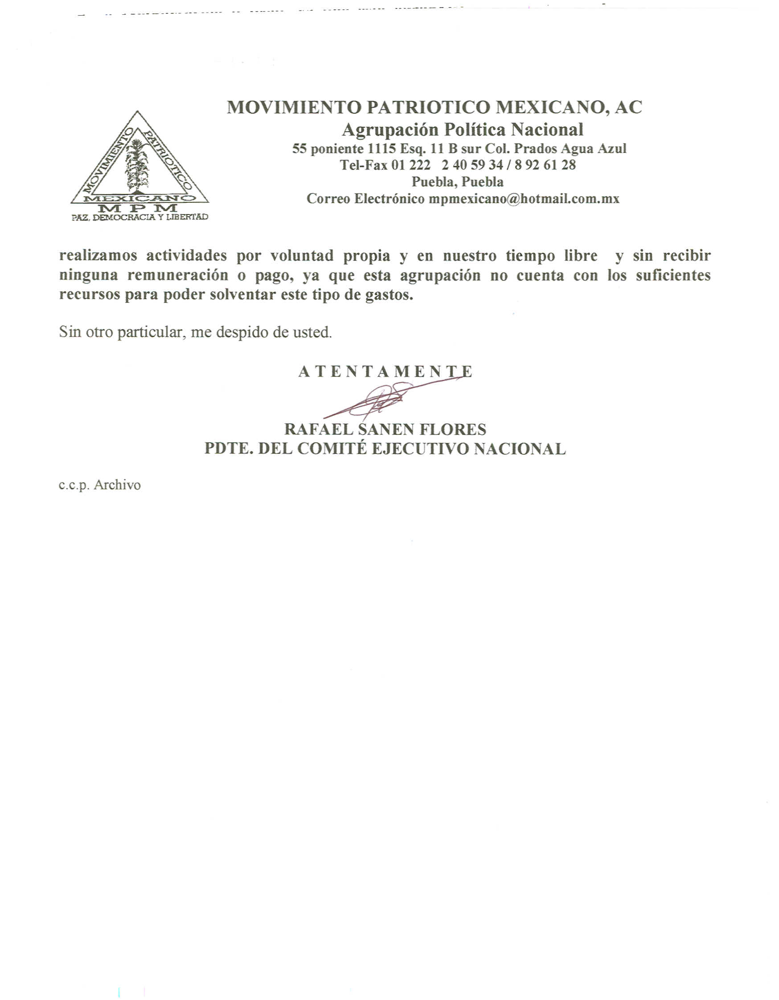 MOVIMIENTO PATRIOTICO MEXICANO, AC
Agrupación Política Nacional
55 poniente 1115 Esq. 11 B sur Col. Prados Agua Azul
Tel-Fax 01 222 2 40 59 34 / 8 92 61 28
Puebla, Puebla
Correo Electrónico mpmexicano@hotmail.com.mx
MOVIMIENTO
PATRIOTICO
MEXICANO
MPM
PAZ, DEMOCRACIA Y LIBERTAD
realizamos actividades por voluntad propia y en nuestro tiempo libre y sin recibir
ninguna remuneración o pago, ya que esta agrupación no cuenta con los suficientes
recursos para poder solventar este tipo de gastos.
Sin otro particular, me despido de usted.
A T E N T A M E N T E
RAFAEL SANEN FLORES
PDTE. DEL COMITÉ EJECUTIVO NACIONAL
c.c.p. Archivo